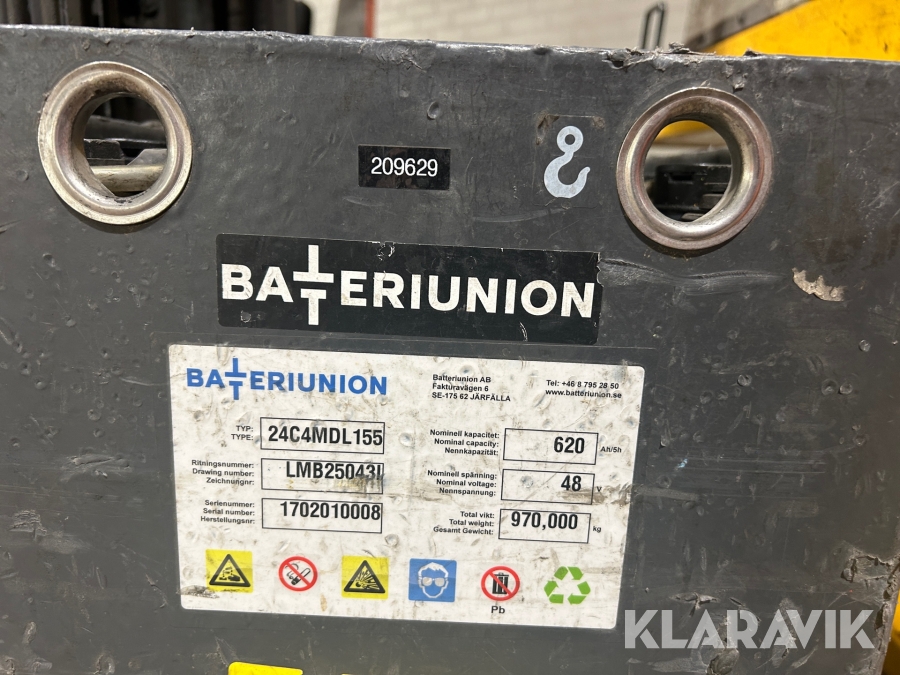 209629
BATTERIUNION
BATTERIUNION
Batteriunion AB
Fakturavägen 6
SE-175 62 JÄRFÄLLA
Tel: +46 8 795 28 50
www.batteriunion.se
TYP:
TYPE:
24C4MDL155
Nominell kapacitet:
Nominal capacity:
Nennkapazität:
620 Ah/5h
Ritningsnummer:
Drawing number:
Zeichungnr:
LMB25043L
Nominell spänning:
Nominal voltage:
Nennspannung:
48 V
Serienummer:
Serial number:
Herstellungsnr:
1702010008
Total vikt:
Total weight:
Gesamt Gewicht:
970,000 kg
Pb
KLARAVIK